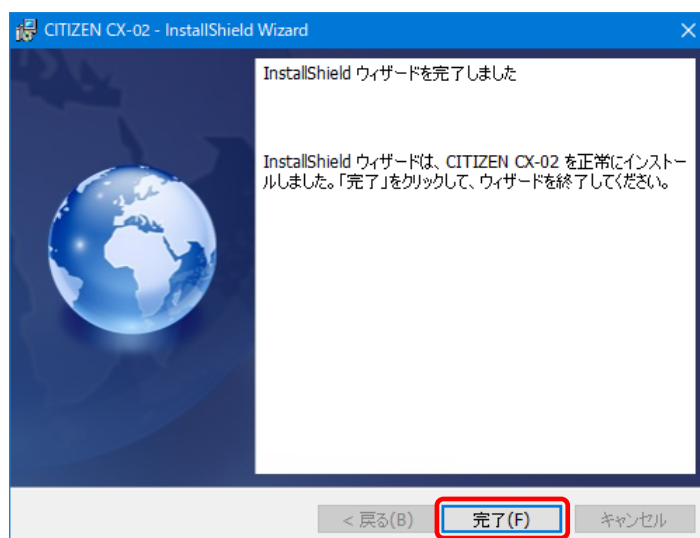 CITIZEN CX-02 - InstallShield Wizard
InstallShield ウィザードを完了しました
InstallShield ウィザードは、CITIZEN CX-02 を正常にインストー
ルしました。「完了」をクリックして、ウィザードを終了してください。
< 戻る(B) 完了(F) キャンセル